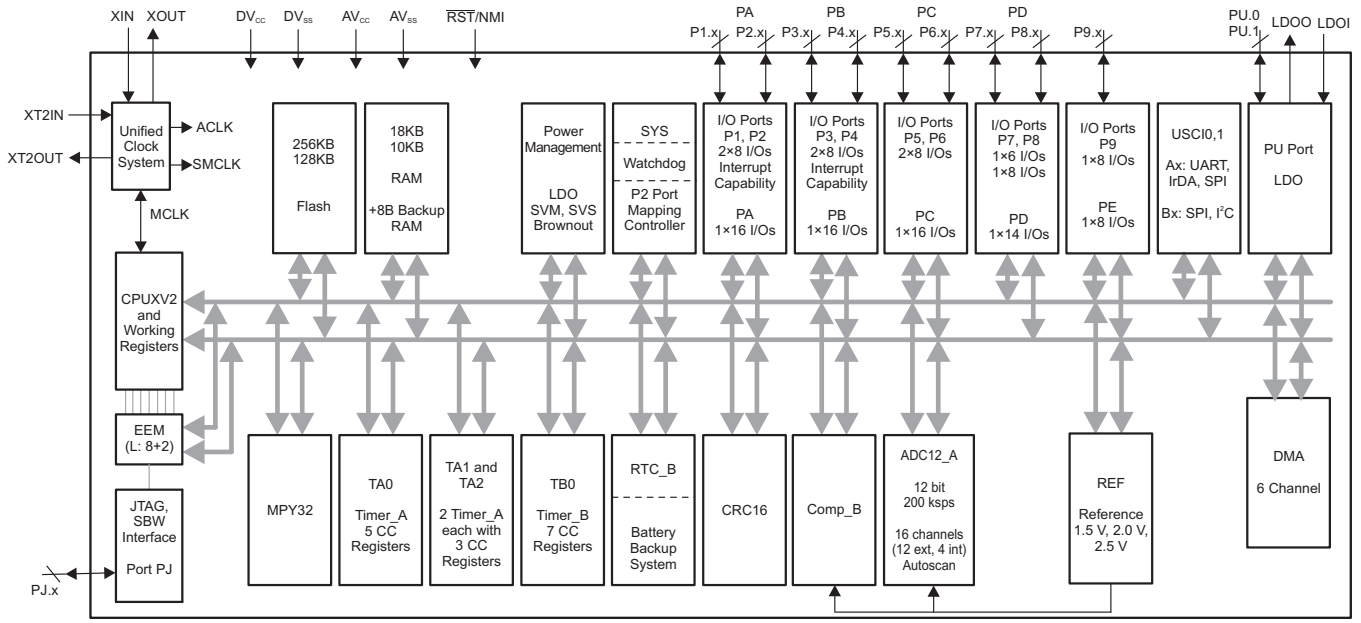 XIN XOUT
DVCC DVSS AVCC AVSS
RST/NMI
PA PB PC PD
P1.x P2.x P3.x P4.x P5.x P6.x P7.x P8.x P9.x
PU.0
PU.1
LDOO LDOI
XT2IN
XT2OUT
Unified
Clock
System
ACLK
SMCLK
MCLK
256KB
128KB
Flash
18KB
10KB
RAM
+8B Backup
RAM
Power
Management
LDO
SVM, SVS
Brownout
SYS
Watchdog
P2 Port
Mapping
Controller
I/O Ports
P1, P2
2×8 I/Os
Interrupt
Capability
PA
1×16 I/Os
I/O Ports
P3, P4
2×8 I/Os
Interrupt
Capability
PB
1×16 I/Os
I/O Ports
P5, P6
2×8 I/Os
PC
1×16 I/Os
I/O Ports
P7, P8
1×6 I/Os
1×8 I/Os
PD
1×14 I/Os
I/O Ports
P9
1×8 I/Os
PE
1×8 I/Os
USCI0,1
Ax: UART,
IrDA, SPI
Bx: SPI, I²C
PU Port
LDO
CPUXV2
and
Working
Registers
EEM
(L: 8+2)
JTAG,
SBW
Interface
Port PJ
PJ.x
MPY32
TA0
Timer_A
5 CC
Registers
TA1 and
TA2
2 Timer_A
each with
3 CC
Registers
TB0
Timer_B
7 CC
Registers
RTC_B
Battery
Backup
System
CRC16
Comp_B
ADC12_A
12 bit
200 ksps
16 channels
(12 ext, 4 int)
Autoscan
REF
Reference
1.5 V, 2.0 V,
2.5 V
DMA
6 Channel